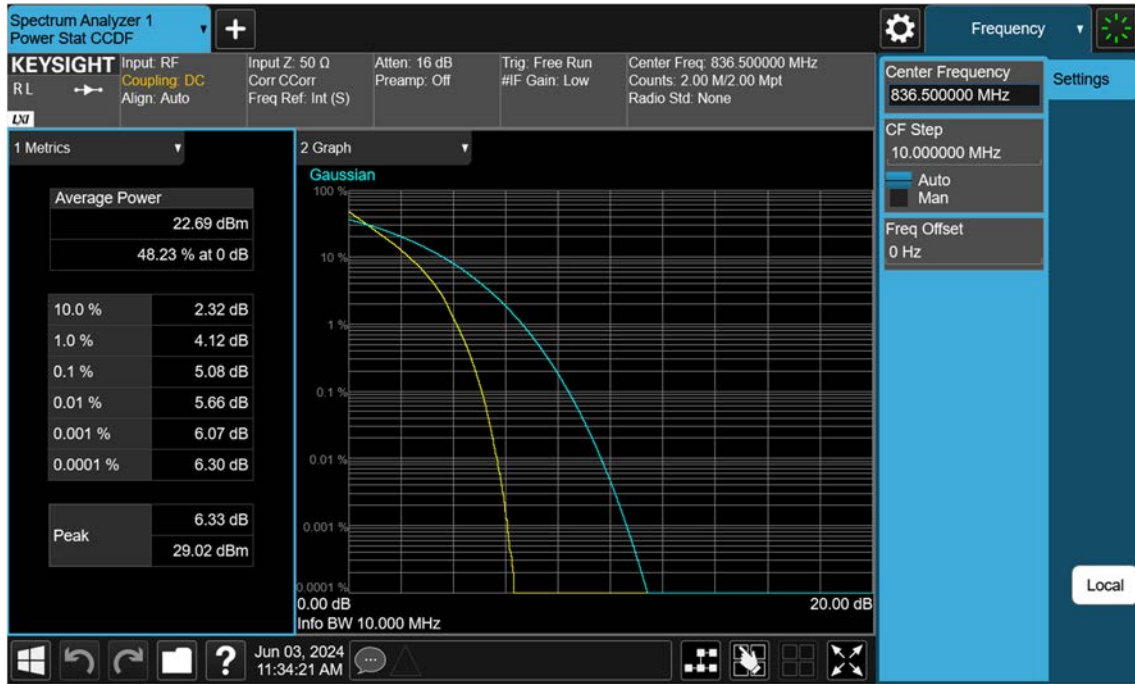 Spectrum Analyzer 1
Power Stat CCDF
Frequency
KEYSIGHT
RL
LXI
Input: RF
Coupling: DC
Align: Auto
Input Z: 50 Ω
Corr CCorr
Freq Ref: Int (S)
Atten: 16 dB
Preamp: Off
Trig: Free Run
#IF Gain: Low
Center Freq: 836.500000 MHz
Counts: 2.00 M/2.00 Mpt
Radio Std: None
Center Frequency
836.500000 MHz
Settings
CF Step
10.000000 MHz
Auto
Man
Freq Offset
0 Hz
1 Metrics
Average Power
22.69 dBm
48.23 % at 0 dB
10.0 % 2.32 dB
1.0 % 4.12 dB
0.1 % 5.08 dB
0.01 % 5.66 dB
0.001 % 6.07 dB
0.0001 % 6.30 dB
Peak
6.33 dB
29.02 dBm
2 Graph
Gaussian
100 %
10 %
1 %
0.1 %
0.01 %
0.001 %
0.0001 %
0.00 dB 20.00 dB
Info BW 10.000 MHz
Local
?
Jun 03, 2024
11:34:21 AM